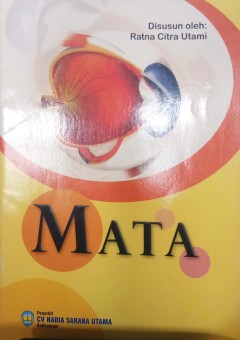 Disusun oleh:
Ratna Citra Utami
MATA
Penerbit
CV NADIA SARANA UTAMA